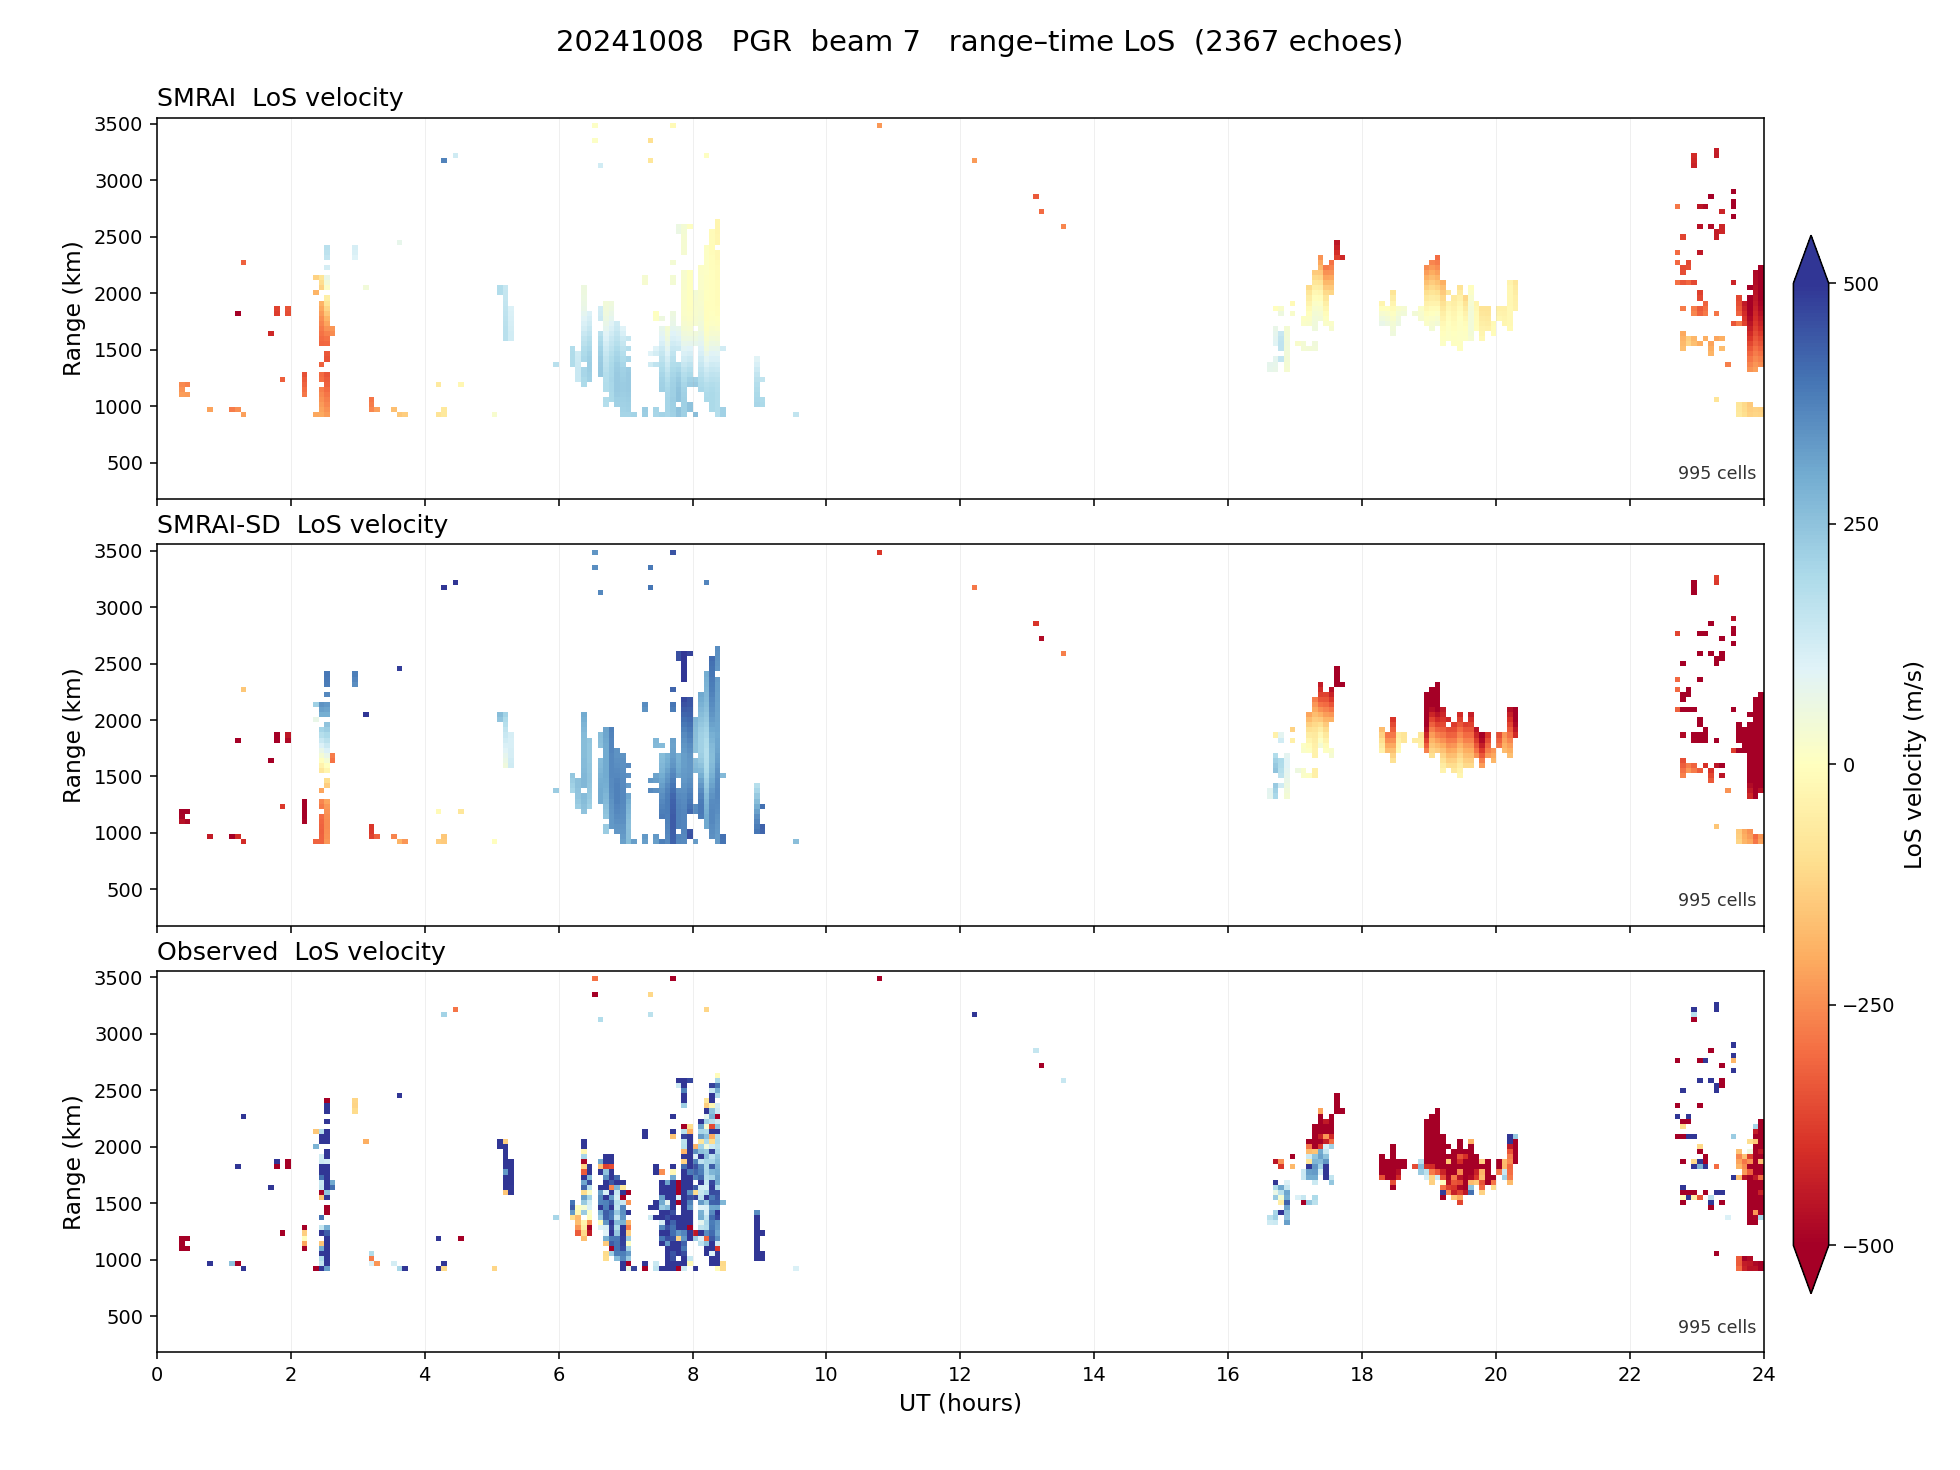 20241008   PGR  beam 7   range–time LoS  (2367 echoes)
SMRAI  LoS velocity
3500
3000
2500
2000
1500
1000
500
Range (km)
995 cells
SMRAI-SD  LoS velocity
3500
3000
2500
2000
1500
1000
500
Range (km)
995 cells
Observed  LoS velocity
3500
3000
2500
2000
1500
1000
500
Range (km)
995 cells
0 2 4 6 8 10 12 14 16 18 20 22 24
UT (hours)
500
250
0
−250
−500
LoS velocity (m/s)